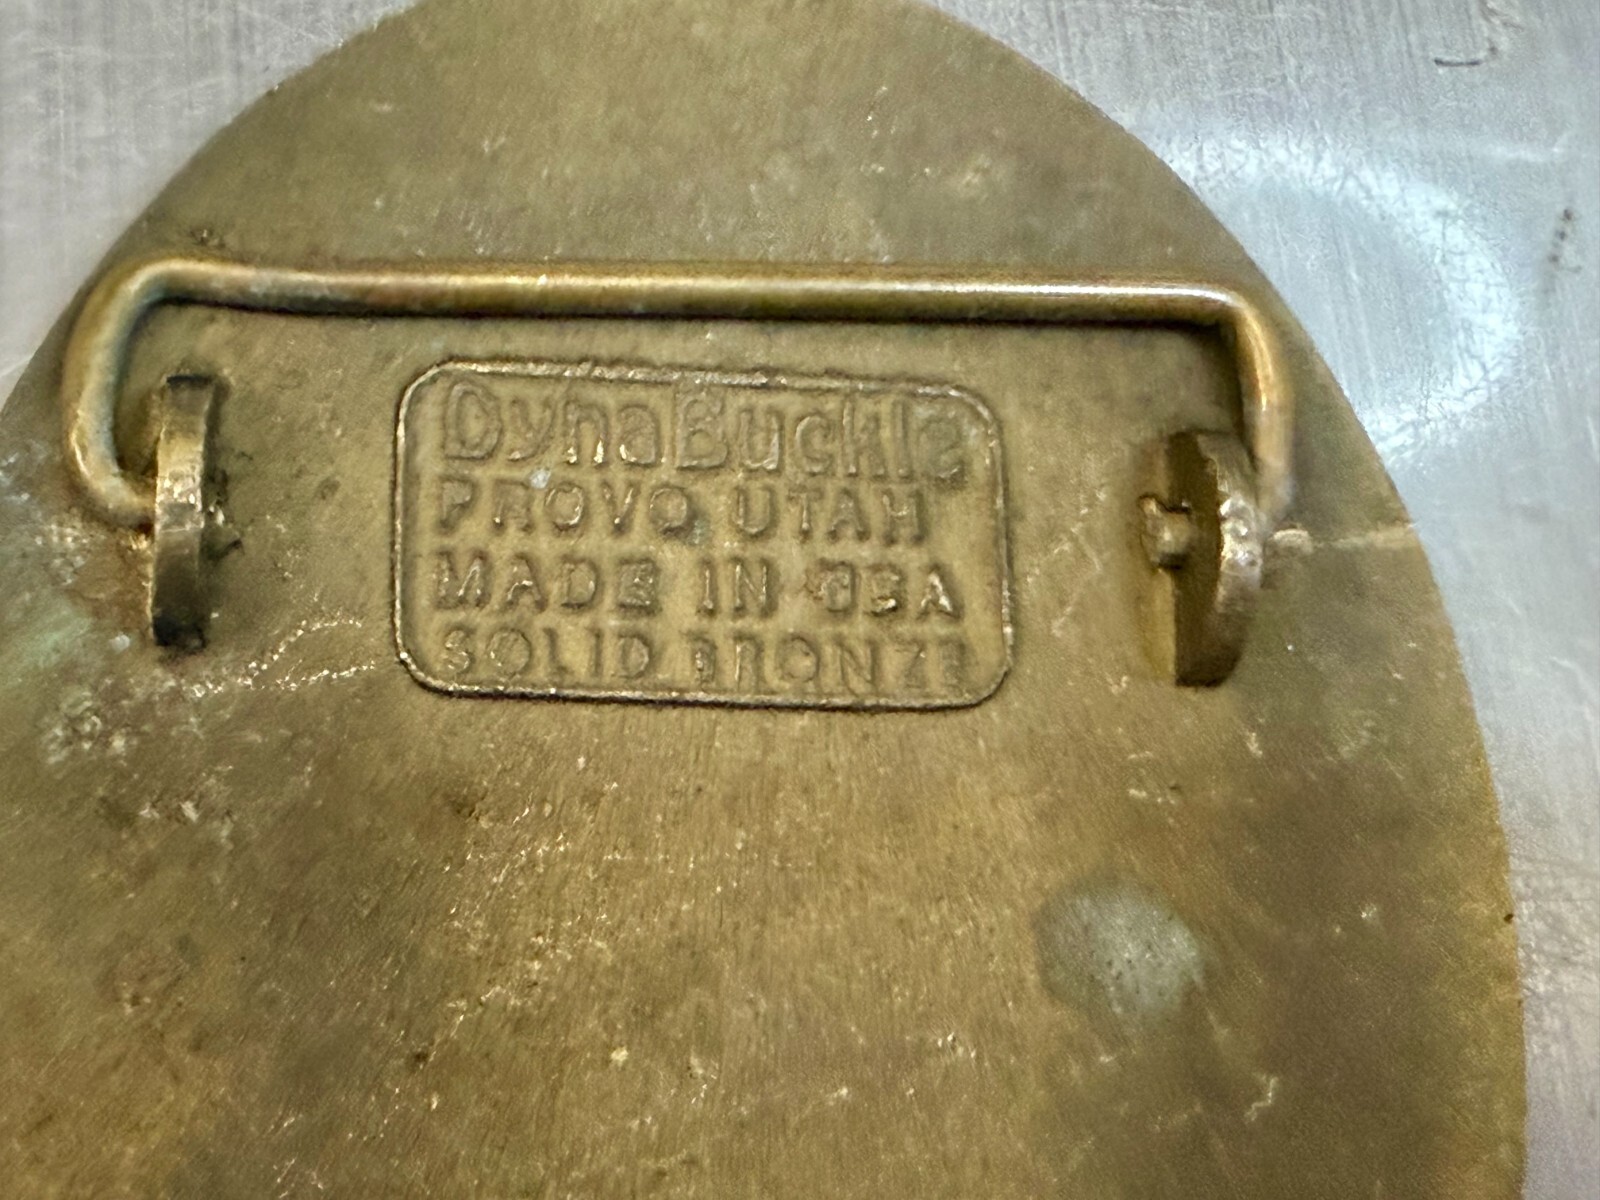 DynaBuckle
PROVO UTAH
MADE IN USA
SOLID BRONZE